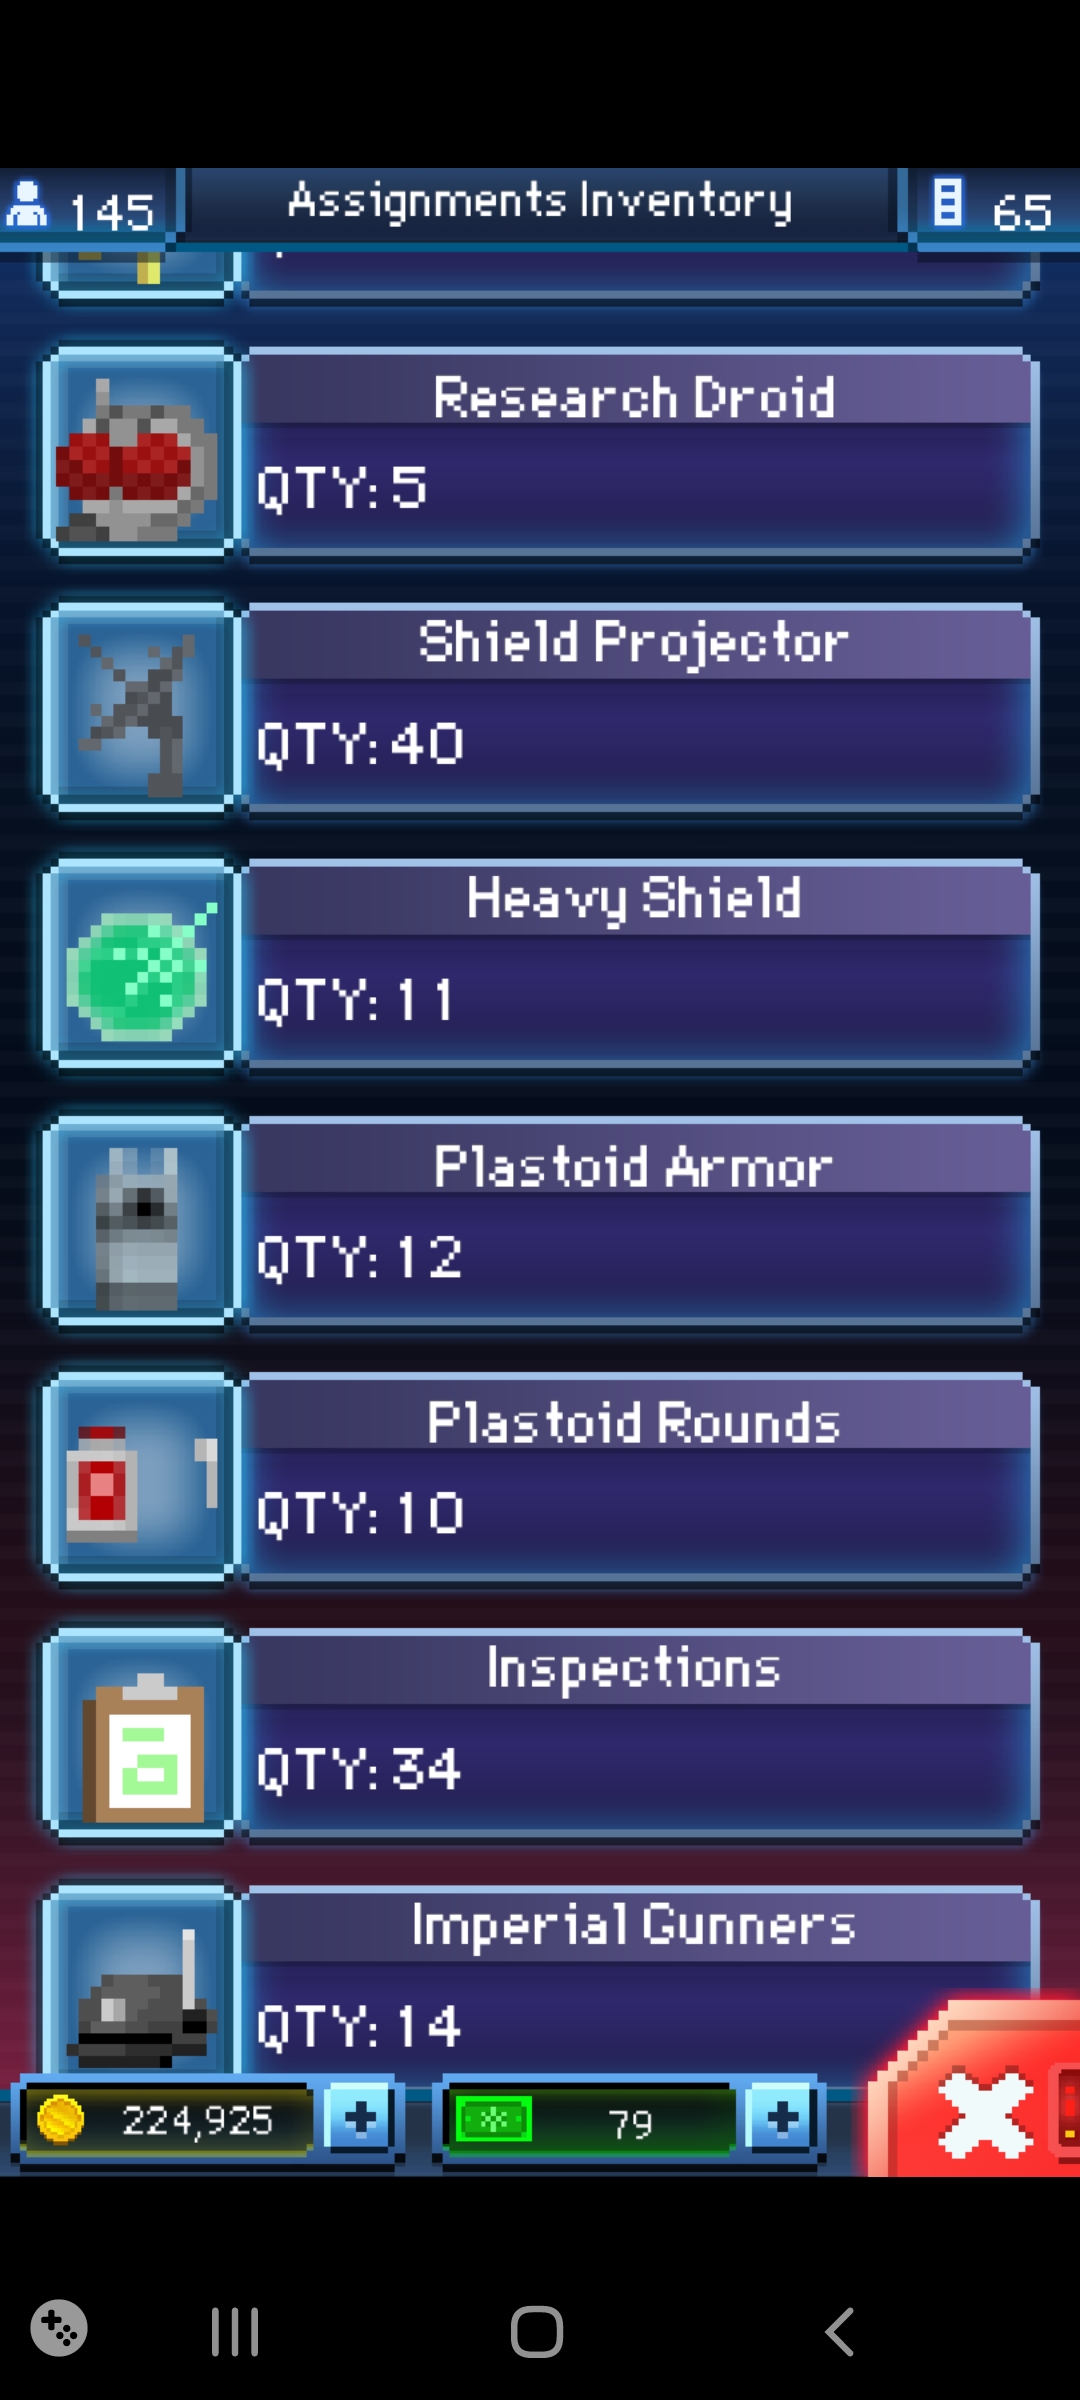 145
Assignments Inventory
65
Research Droid
QTY: 5
Shield Projector
QTY: 40
Heavy Shield
QTY: 11
Plastoid Armor
QTY: 12
Plastoid Rounds
QTY: 10
Inspections
QTY: 34
Imperial Gunners
QTY: 14
224,925
79